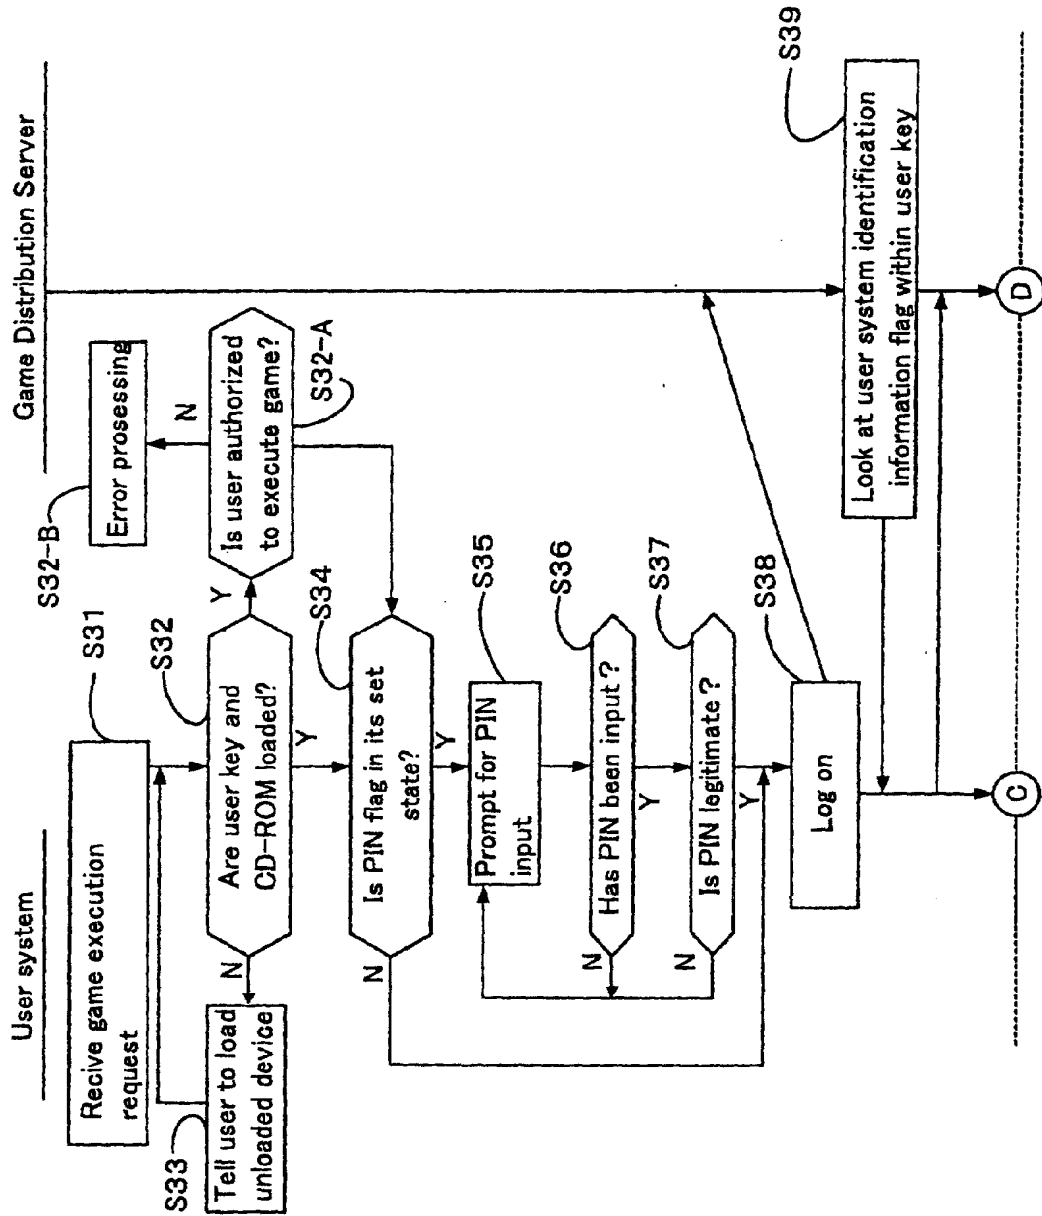 User system
Game Distribution Server
Recive game execution
request
S31
S32-B
Error prosessing
S33
Tell user to load
unloaded device
N
Are user key and
CD-ROM loaded?
S32
Y
Y
Is user authorized
to execute game?
N
S32-A
Is PIN flag in its set
state?
S34
N
Y
Prompt for PIN
input
S35
Has PIN been input?
S36
N
Y
Is PIN legitimate?
S37
N
Y
Log on
S38
Look at user system identification
information flag within user key
S39
C
D